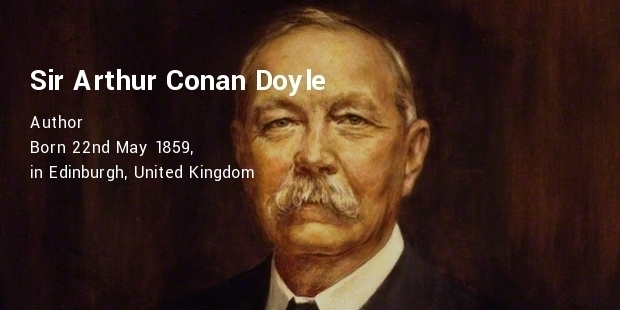 Sir Arthur Conan Doyle
Author
Born 22nd May 1859,
in Edinburgh, United Kingdom